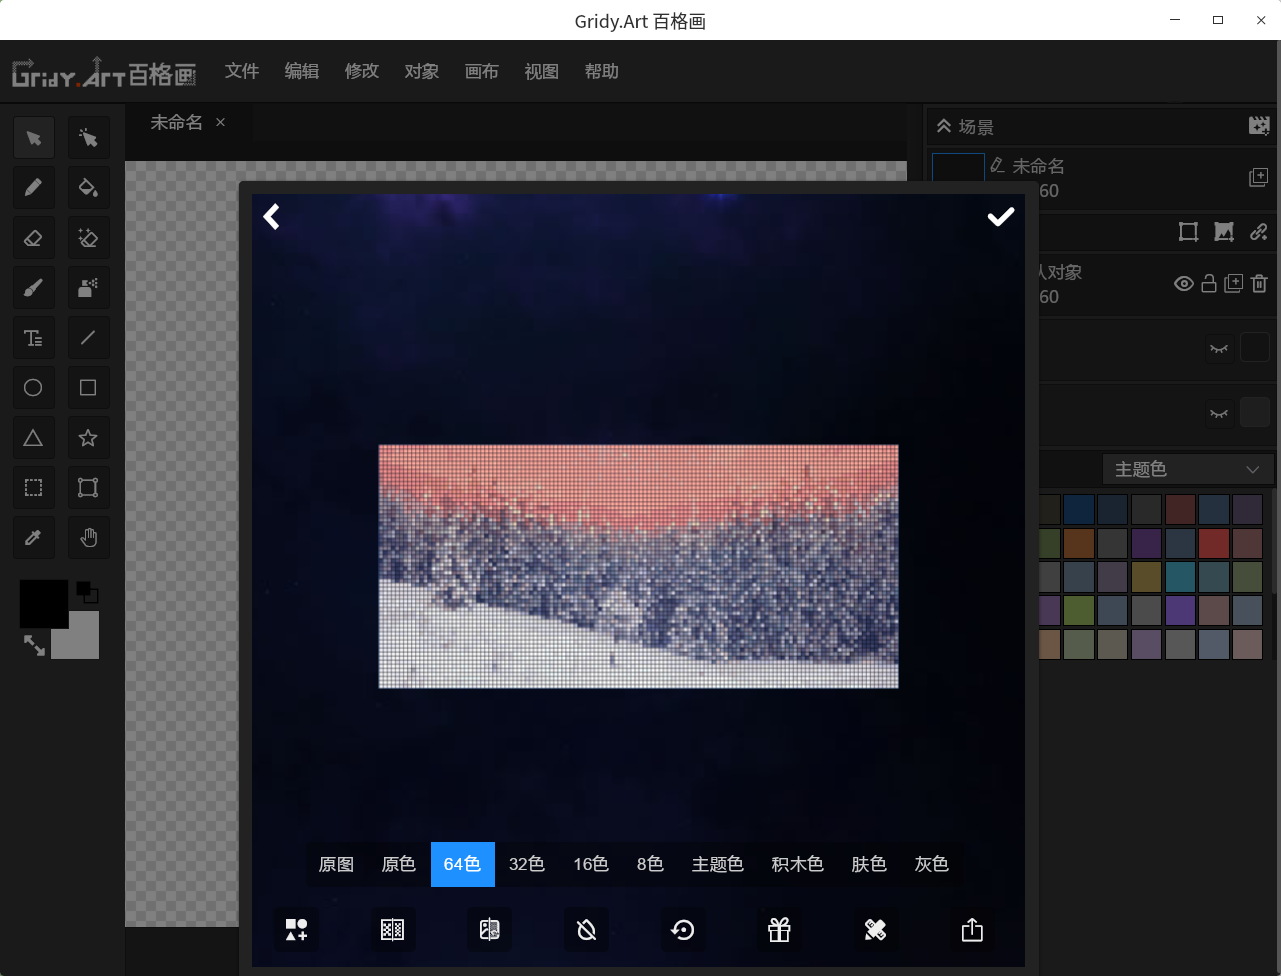 Gridy.Art 百格画
Gridy.Art百格画 文件 编辑 修改 对象 画布 视图 帮助
未命名 ×
场景
未命名
60
对象
60
主题色
原图 原色 64色 32色 16色 8色 主题色 积木色 肤色 灰色